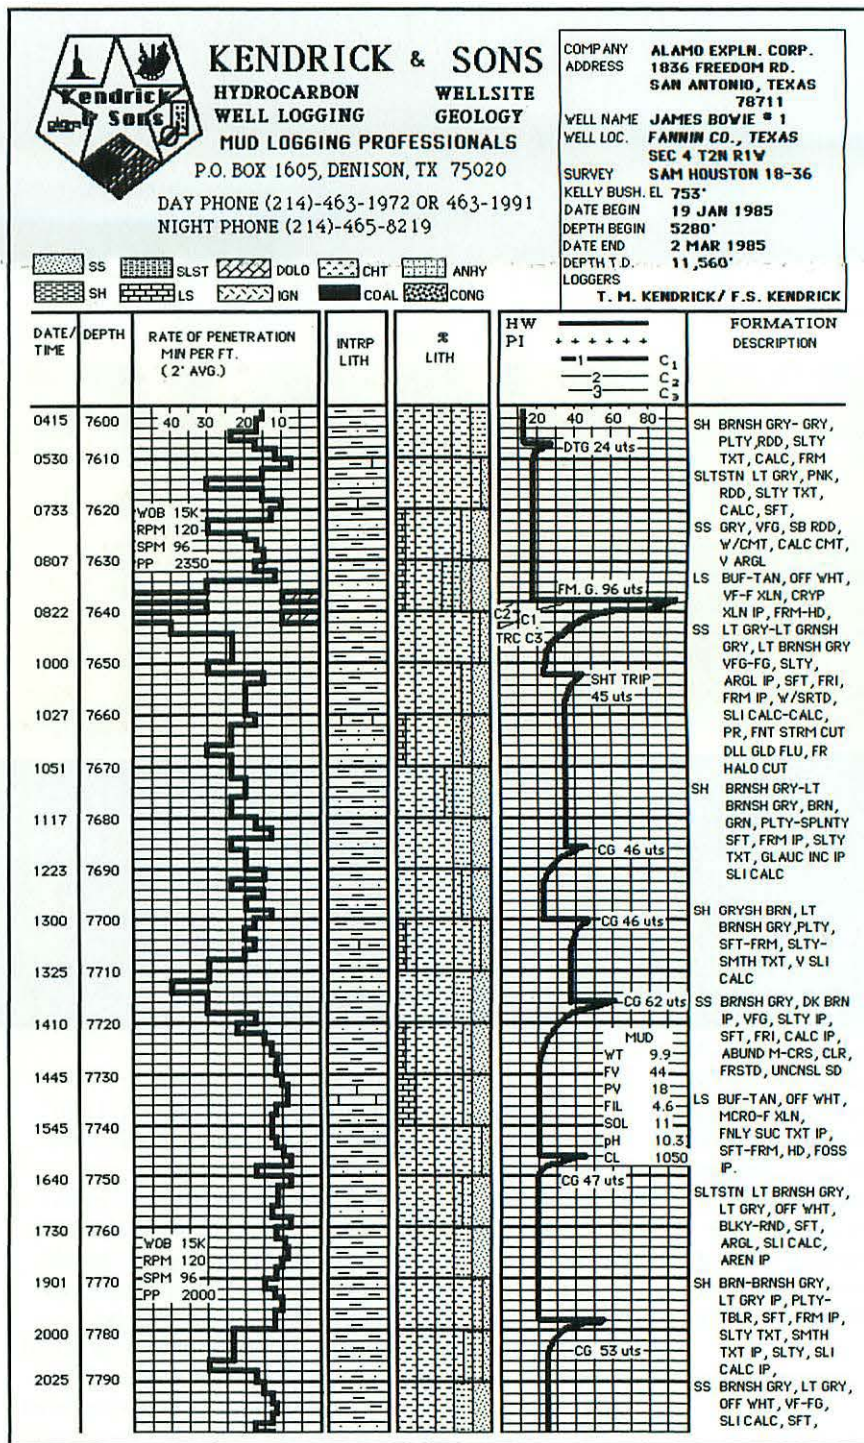 Kendrick
& Sons
KENDRICK & SONS
HYDROCARBON WELLSITE
WELL LOGGING GEOLOGY
MUD LOGGING PROFESSIONALS
P.O. BOX 1605, DENISON, TX 75020
DAY PHONE (214)-463-1972 OR 463-1991
NIGHT PHONE (214)-465-8219
COMPANY ALAMO EXPLN. CORP.
ADDRESS 1836 FREEDOM RD.
SAN ANTONIO, TEXAS
78711
WELL NAME JAMES BOWIE # 1
WELL LOC. FANNIN CO., TEXAS
SEC 4 T2N R1W
SURVEY SAM HOUSTON 18-36
KELLY BUSH. EL 753'
DATE BEGIN 19 JAN 1985
DEPTH BEGIN 5280'
DATE END 2 MAR 1985
DEPTH T.D. 11,560'
LOGGERS
T. M. KENDRICK/ F.S. KENDRICK
SS SLST DOLO CHT ANHY
SH LS IGN COAL CONG
DATE/
TIME
DEPTH
RATE OF PENETRATION
MIN PER FT.
( 2' AVG.)
INTRP
LITH
%
LITH
HW
PI
1 C1
2 C2
3 C3
FORMATION
DESCRIPTION
40 30 20 10
20 40 60 80
0415 7600
0530 7610
0733 7620
0807 7630
0822 7640
1000 7650
1027 7660
1051 7670
1117 7680
1223 7690
1300 7700
1325 7710
1410 7720
1445 7730
1545 7740
1640 7750
1730 7760
1901 7770
2000 7780
2025 7790
WOB 15K
RPM 120
SPM 96
PP 2350
WOB 15K
RPM 120
SPM 96
PP 2000
DTG 24 uts
FM. G. 96 uts
C2 C1
TRC C3
SHT TRIP
45 uts
CG 46 uts
CG 46 uts
CG 62 uts
MUD
WT 9.9
FV 44
PV 18
FIL 4.6
SOL 11
pH 10.3
CL 1050
CG 47 uts
CG 53 uts
SH BRNSH GRY- GRY,
PLTY,RDD, SLTY
TXT, CALC, FRM
SLTSTN LT GRY, PNK,
RDD, SLTY TXT,
CALC, SFT,
SS GRY, VFG, SB RDD,
W/CMT, CALC CMT,
V ARGL
LS BUF-TAN, OFF WHT,
VF-F XLN, CRYP
XLN IP, FRM-HD,
SS LT GRY-LT GRNSH
GRY, LT BRNSH GRY
VFG-FG, SLTY,
ARGL IP, SFT, FRI,
FRM IP, W/SRTD,
SLI CALC-CALC,
PR, FNT STRM CUT
DLL GLD FLU, FR
HALO CUT
SH BRNSH GRY-LT
BRNSH GRY, BRN,
GRN, PLTY-SPLNTY
SFT, FRM IP, SLTY
TXT, GLAUC INC IP
SLI CALC
SH GRYSH BRN, LT
BRNSH GRY,PLTY,
SFT-FRM, SLTY-
SMTH TXT, V SLI
CALC
SS BRNSH GRY, DK BRN
IP, VFG, SLTY IP,
SFT, FRI, CALC IP,
ABUND M-CRS, CLR,
FRSTD, UNCNSL SD
LS BUF-TAN, OFF WHT,
MCRO-F XLN,
FNLY SUC TXT IP,
SFT-FRM, HD, FOSS
IP.
SLTSTN LT BRNSH GRY,
LT GRY, OFF WHT,
BLKY-RND, SFT,
ARGL, SLI CALC,
AREN IP
SH BRN-BRNSH GRY,
LT GRY IP, PLTY-
TBLR, SFT, FRM IP,
SLTY TXT, SMTH
TXT IP, SLTY, SLI
CALC IP,
SS BRNSH GRY, LT GRY,
OFF WHT, VF-FG,
SLI CALC, SFT,